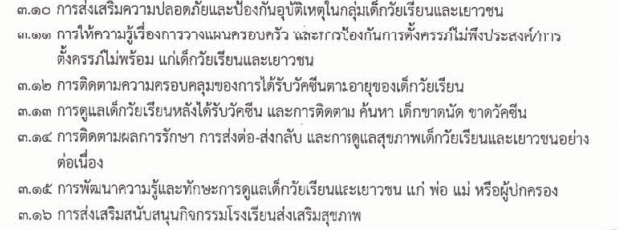 ๓.๑๐ การส่งเสริมความปลอดภัยและป้องกันอุบัติเหตุในกลุ่มเด็กวัยเรียนและเยาวชน
๓.๑๑ การให้ความรู้เรื่องการวางแผนครอบครัว และการป้องกันการตั้งครรภ์ไม่พึงประสงค์/การ
ตั้งครรภ์ไม่พร้อม แก่เด็กวัยเรียนและเยาวชน
๓.๑๒ การติดตามความครอบคลุมของการได้รับวัคซีนตามอายุของเด็กวัยเรียน
๓.๑๓ การดูแลเด็กวัยเรียนหลังได้รับวัคซีน และการติดตาม ค้นหา เด็กขาดนัด ขาดวัคซีน
๓.๑๔ การติดตามผลการรักษา การส่งต่อ-ส่งกลับ และการดูแลสุขภาพเด็กวัยเรียนและเยาวชนอย่าง
ต่อเนื่อง
๓.๑๕ การพัฒนาความรู้และทักษะการดูแลเด็กวัยเรียนและเยาวชน แก่ พ่อ แม่ หรือผู้ปกครอง
๓.๑๖ การส่งเสริมสนับสนุนกิจกรรมโรงเรียนส่งเสริมสุขภาพ